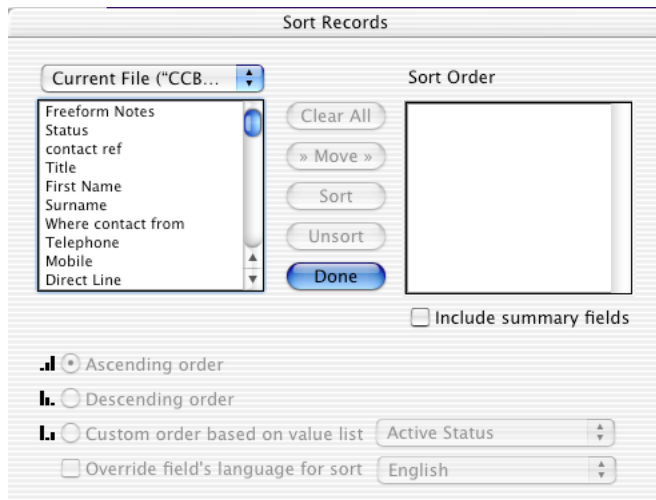 Sort Records
Current File ("CCB...
Sort Order
Freeform Notes
Status
contact ref
Title
First Name
Surname
Where contact from
Telephone
Mobile
Direct Line
Clear All
» Move »
Sort
Unsort
Done
Include summary fields
Ascending order
Descending order
Custom order based on value list Active Status
Override field's language for sort English